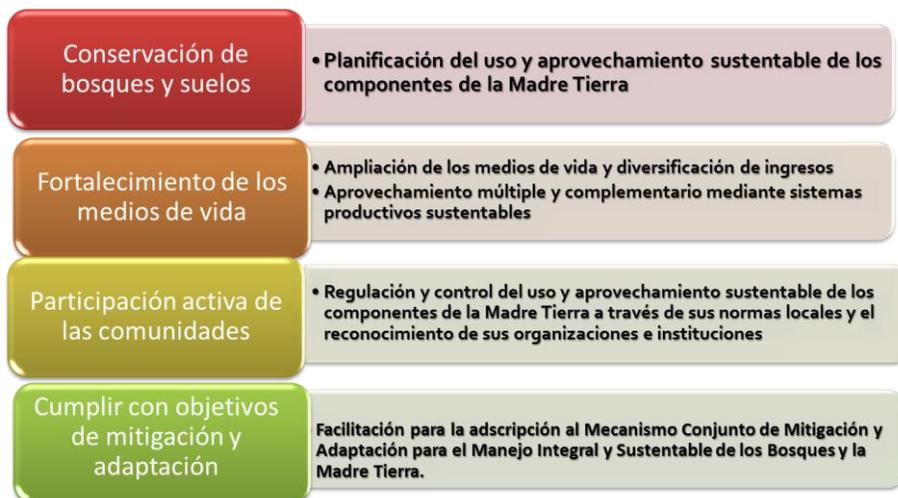 Conservación de
bosques y suelos
• Planificación del uso y aprovechamiento sustentable de los
componentes de la Madre Tierra
Fortalecimiento de los
medios de vida
• Ampliación de los medios de vida y diversificación de ingresos
• Aprovechamiento múltiple y complementario mediante sistemas
productivos sustentables
Participación activa de
las comunidades
• Regulación y control del uso y aprovechamiento sustentable de los
componentes de la Madre Tierra a través de sus normas locales y el
reconocimiento de sus organizaciones e instituciones
Cumplir con objetivos
de mitigación y
adaptación
Facilitación para la adscripción al Mecanismo Conjunto de Mitigación y
Adaptación para el Manejo Integral y Sustentable de los Bosques y la
Madre Tierra.